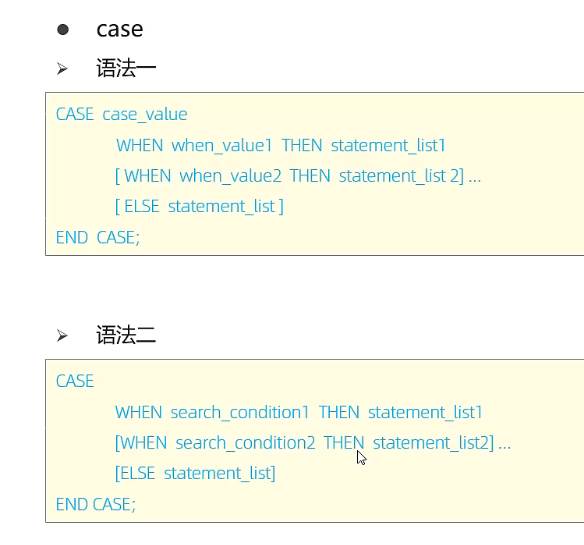 case
语法一
CASE case_value
WHEN when_value1 THEN statement_list1
[ WHEN when_value2 THEN statement_list 2] ...
[ ELSE statement_list ]
END CASE;
语法二
CASE
WHEN search_condition1 THEN statement_list1
[WHEN search_condition2 THEN statement_list2] ...
[ELSE statement_list]
END CASE;